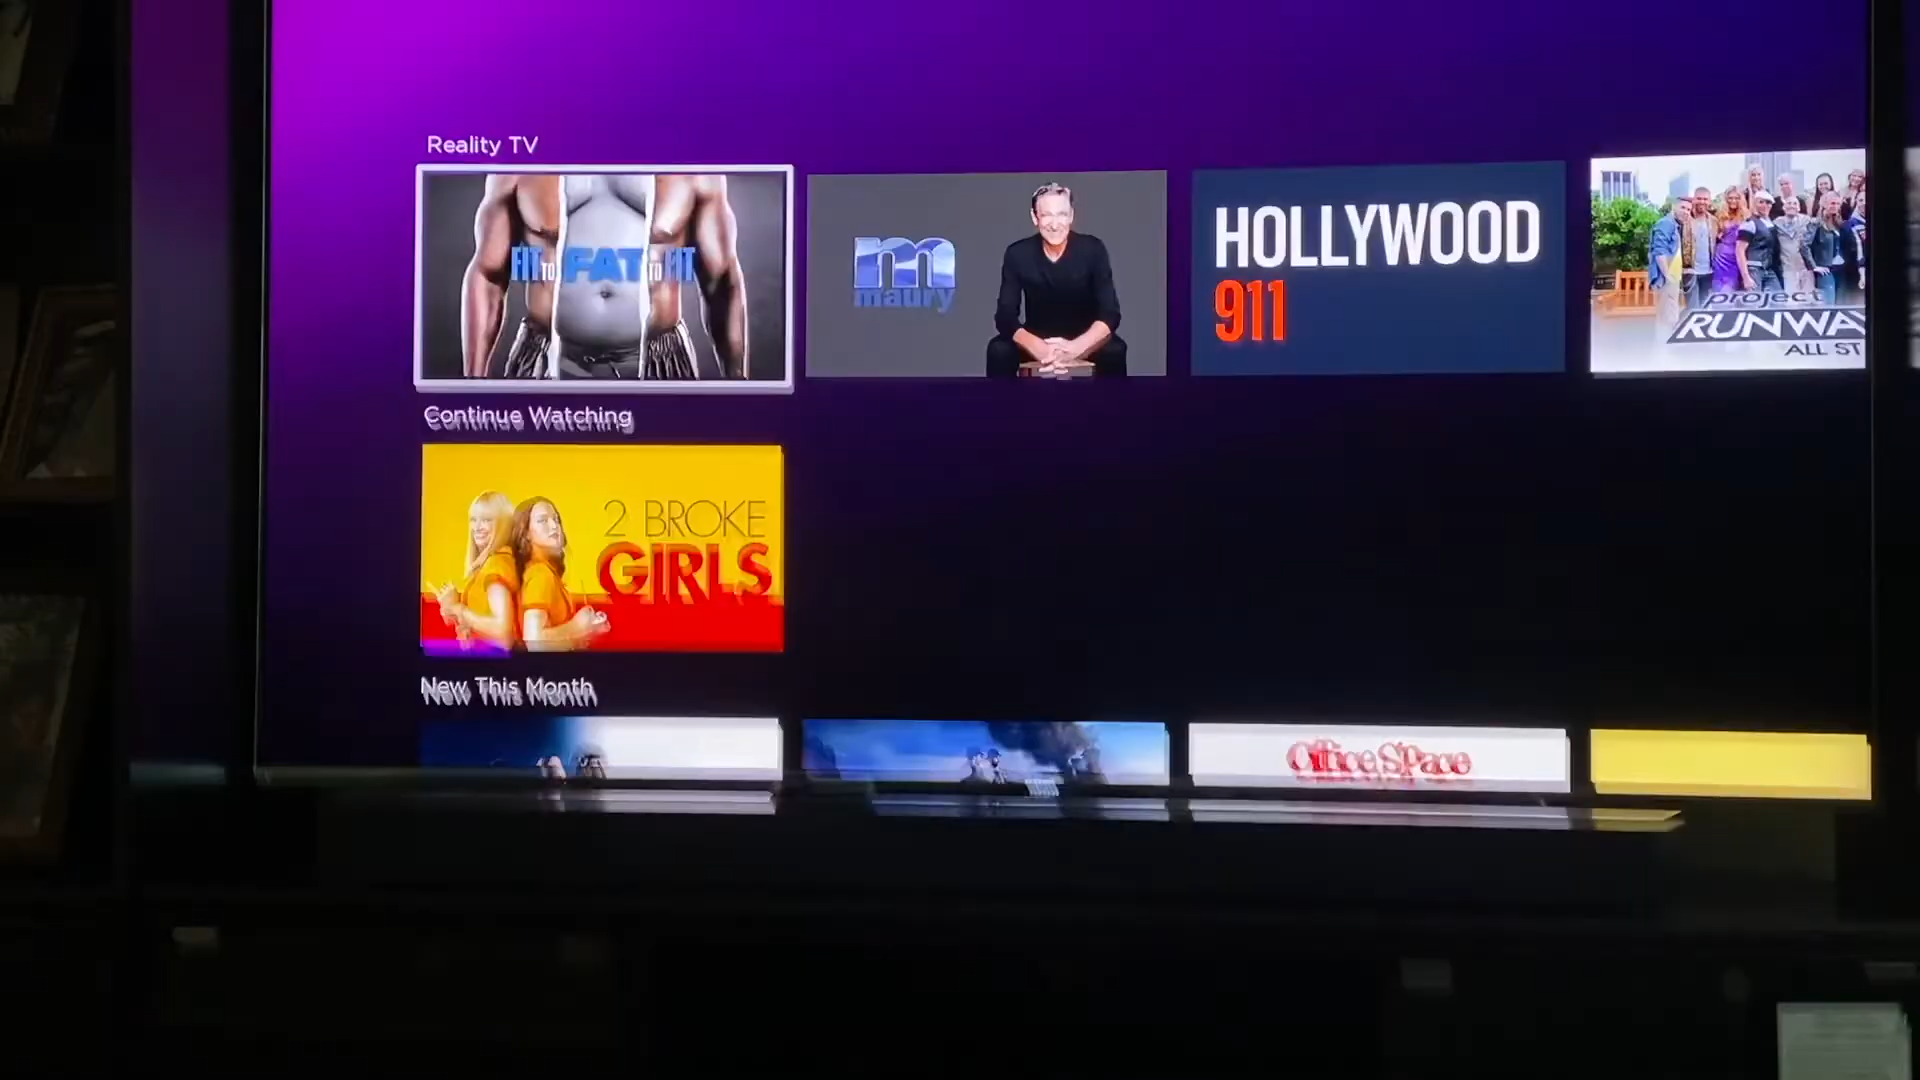 Reality TV
FIT TO FAT TO FIT
m
maury
HOLLYWOOD
911
project
RUNWA
ALL ST
Continue Watching
2 BROKE
GIRLS
New This Month
Office Space